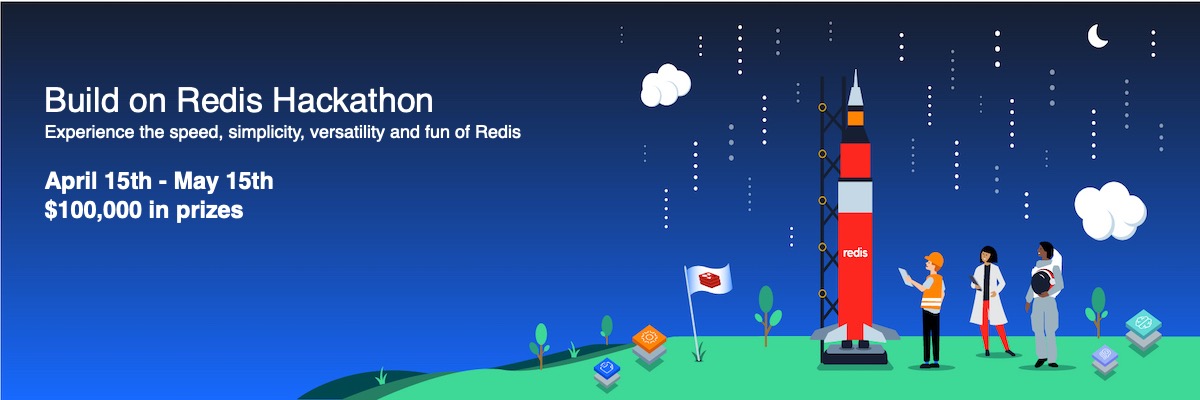 Build on Redis Hackathon
Experience the speed, simplicity, versatility and fun of Redis
April 15th - May 15th
$100,000 in prizes
redis